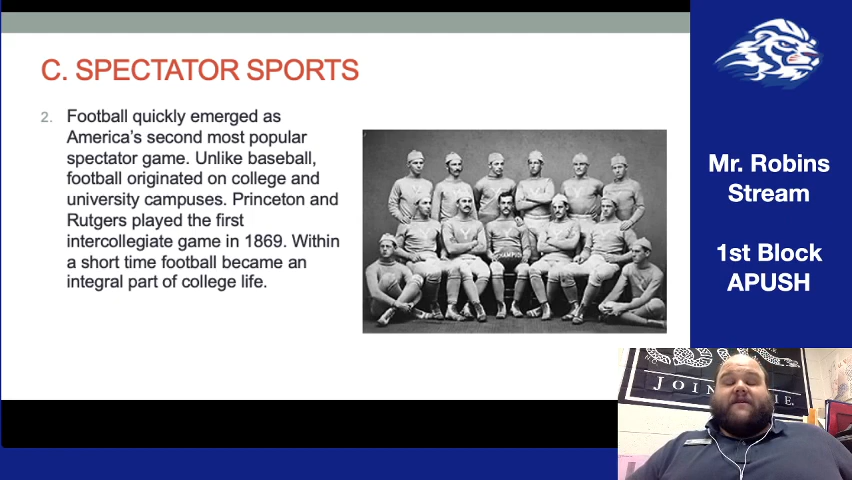 C. SPECTATOR SPORTS
2. Football quickly emerged as
America's second most popular
spectator game. Unlike baseball,
football originated on college and
university campuses. Princeton and
Rutgers played the first
intercollegiate game in 1869. Within
a short time football became an
integral part of college life.
Mr. Robins
Stream
1st Block
APUSH
JOIN
IE.